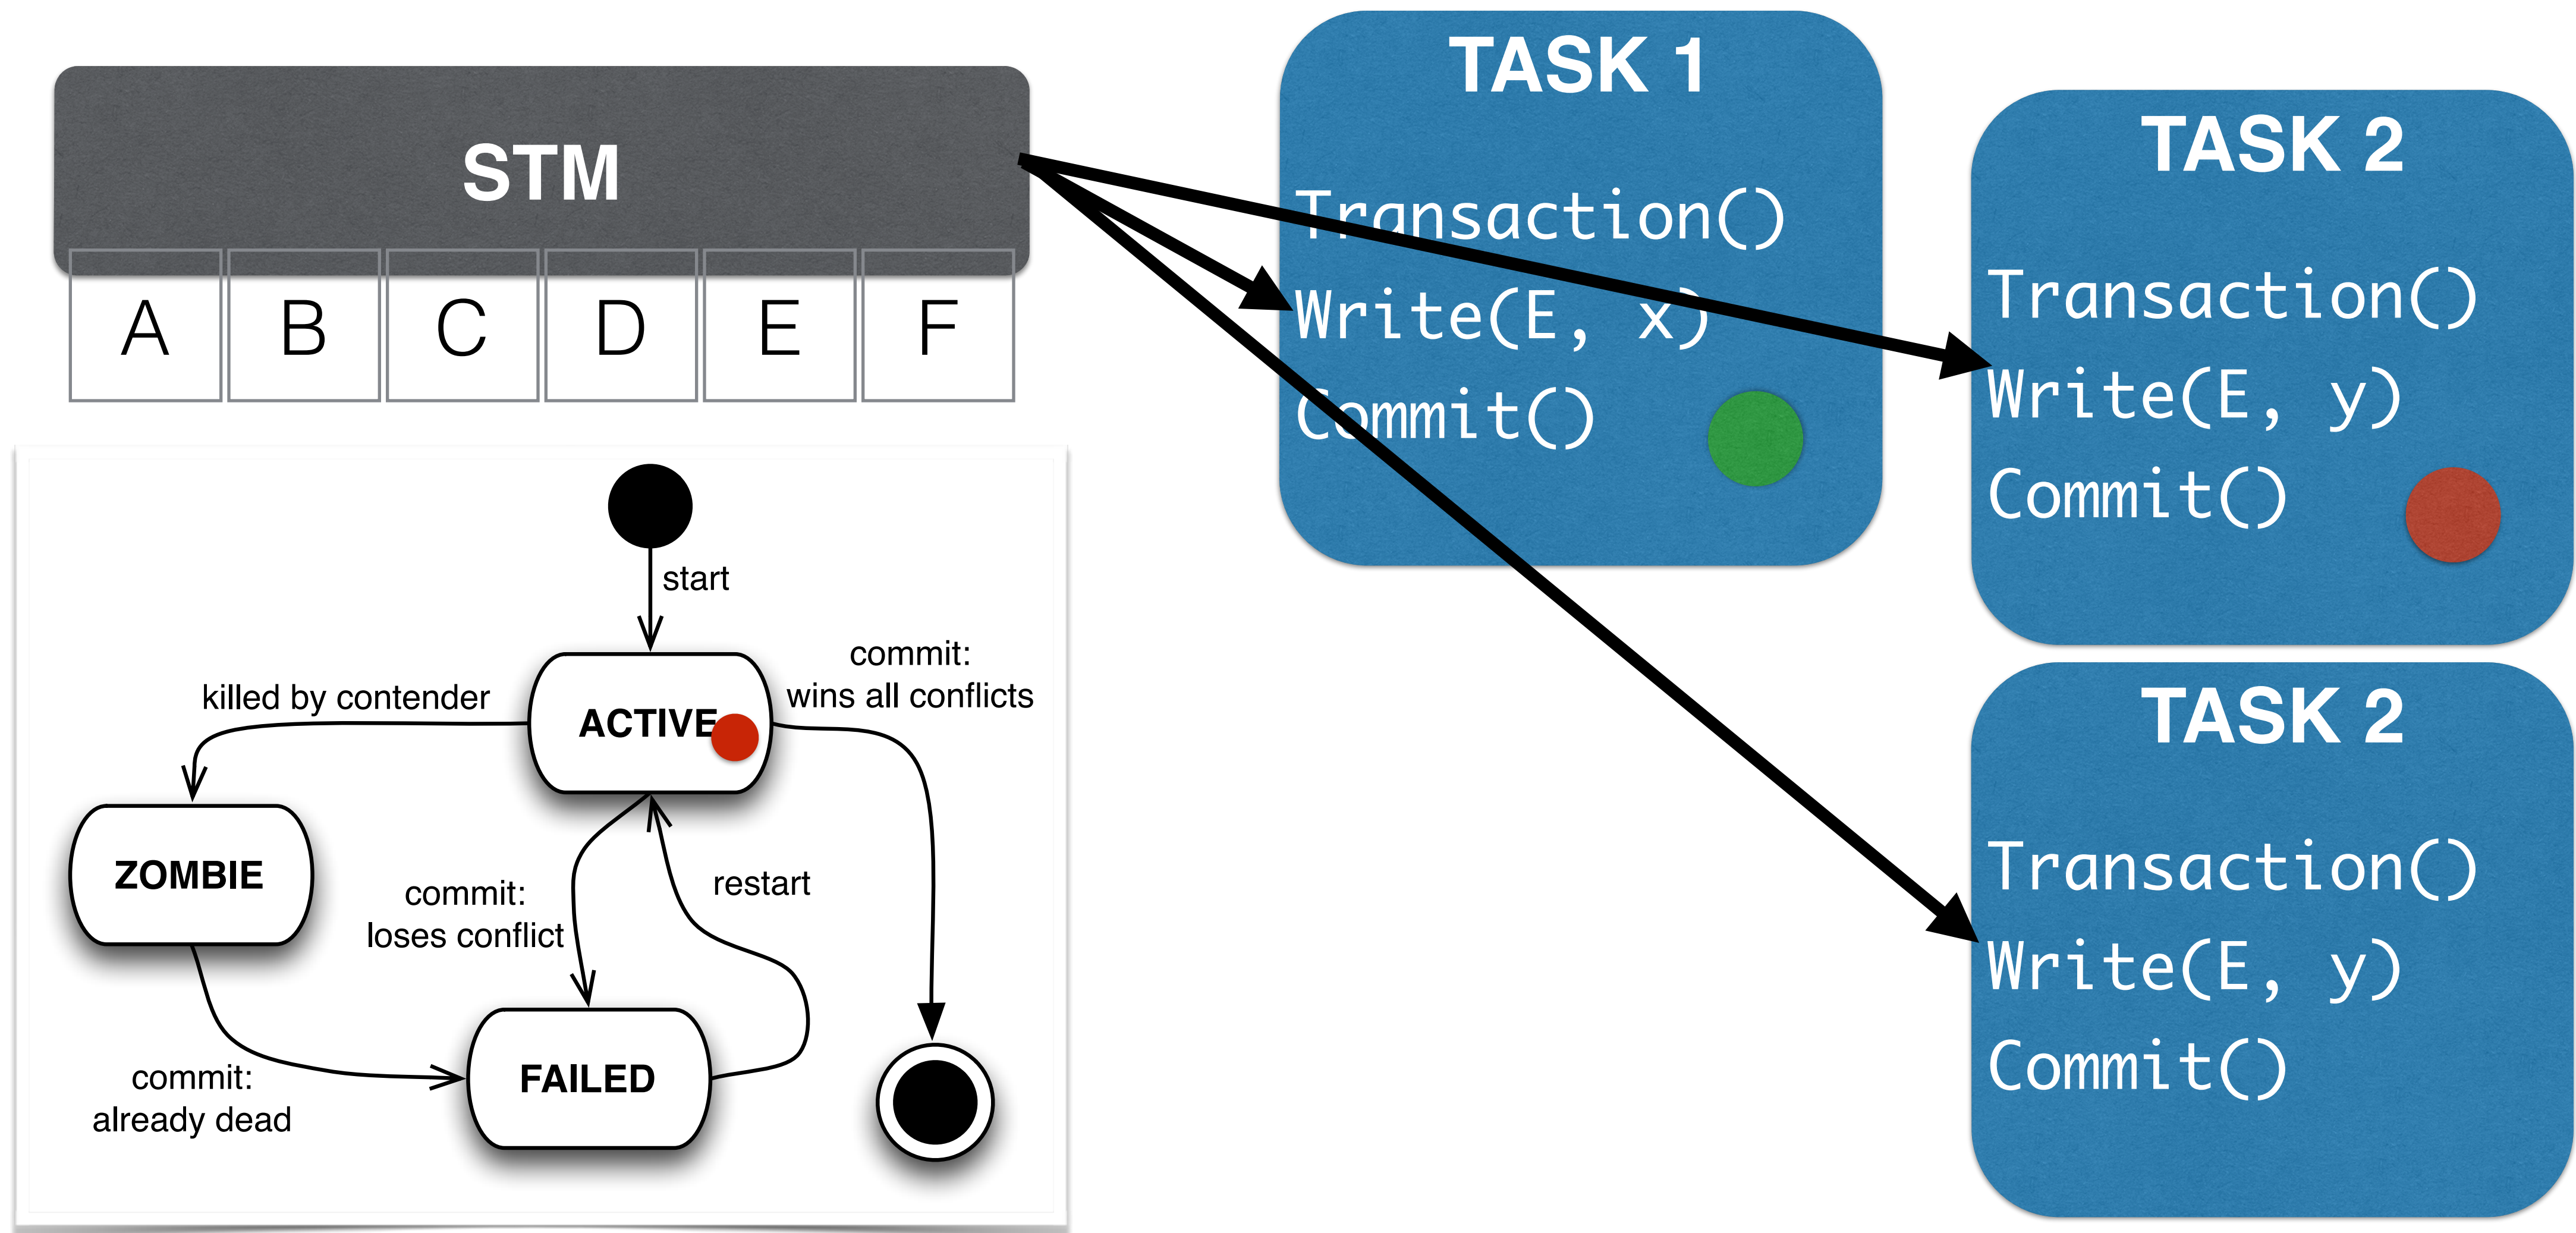 STM
A B C D E F
TASK 1
Transaction()
Write(E, x)
Commit()
TASK 2
Transaction()
Write(E, y)
Commit()
TASK 2
Transaction()
Write(E, y)
Commit()
start
commit:
wins all conflicts
killed by contender
ACTIVE
ZOMBIE
commit:
loses conflict
restart
commit:
already dead
FAILED